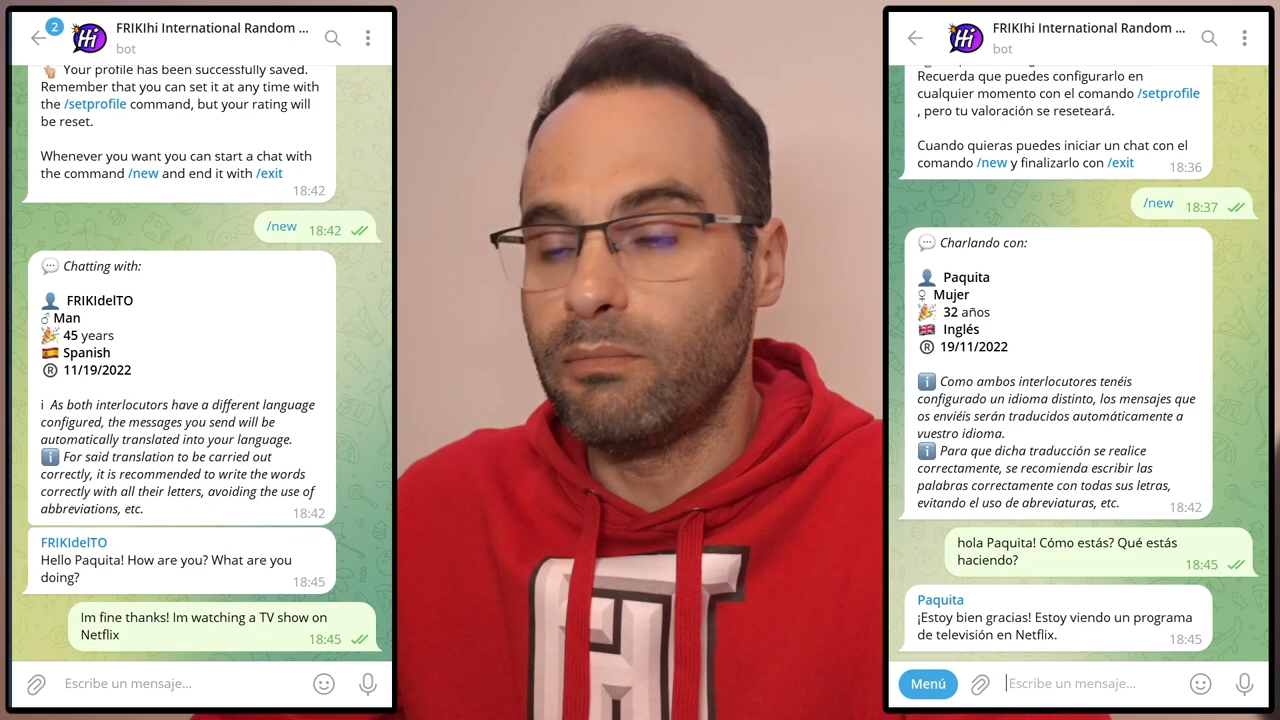 2
FRIKIhi International Random ...
bot
Your profile has been successfully saved.
Remember that you can set it at any time with
the /setprofile command, but your rating will
be reset.
Whenever you want you can start a chat with
the command /new and end it with /exit
18:42
/new 18:42
Chatting with:
FRIKIdelTO
Man
45 years
Spanish
® 11/19/2022
i As both interlocutors have a different language
configured, the messages you send will be
automatically translated into your language.
i For said translation to be carried out
correctly, it is recommended to write the words
correctly with all their letters, avoiding the use of
abbreviations, etc.
18:42
FRIKIdelTO
Hello Paquita! How are you? What are you
doing?
18:45
Im fine thanks! Im watching a TV show on
Netflix
18:45
Escribe un mensaje...
FRIKIhi International Random ...
bot
Recuerda que puedes configurarlo en
cualquier momento con el comando /setprofile
, pero tu valoración se reseteará.
Cuando quieras puedes iniciar un chat con el
comando /new y finalizarlo con /exit
18:36
/new 18:37
Charlando con:
Paquita
Mujer
32 años
Inglés
® 19/11/2022
i Como ambos interlocutores tenéis
configurado un idioma distinto, los mensajes que
os enviéis serán traducidos automáticamente a
vuestro idioma.
i Para que dicha traducción se realice
correctamente, se recomienda escribir las
palabras correctamente con todas sus letras,
evitando el uso de abreviaturas, etc.
18:42
hola Paquita! Cómo estás? Qué estás
haciendo?
18:45
Paquita
¡Estoy bien gracias! Estoy viendo un programa
de televisión en Netflix.
18:45
Menú
Escribe un mensaje...
Hi
Hi